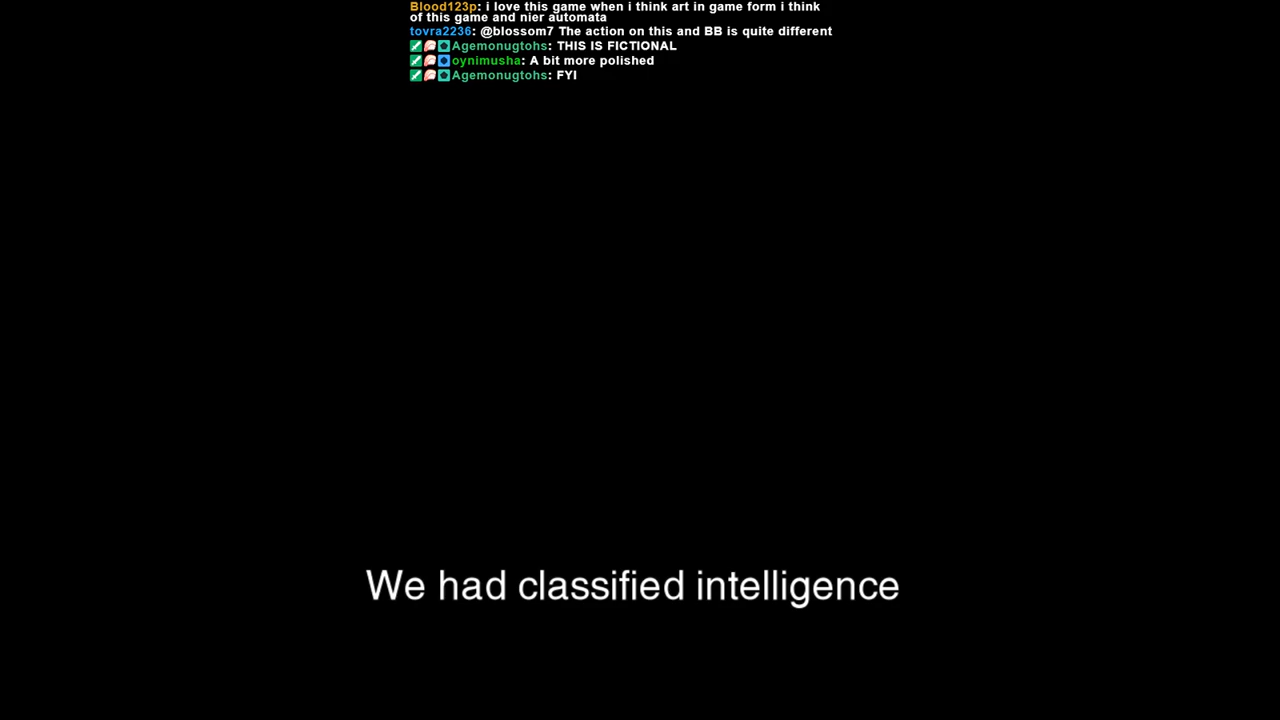 Blood123p: i love this game when i think art in game form i think
of this game and nier automata
tovra2236: @blossom7 The action on this and BB is quite different
Agemonugtohs: THIS IS FICTIONAL
oynimusha: A bit more polished
Agemonugtohs: FYI
We had classified intelligence